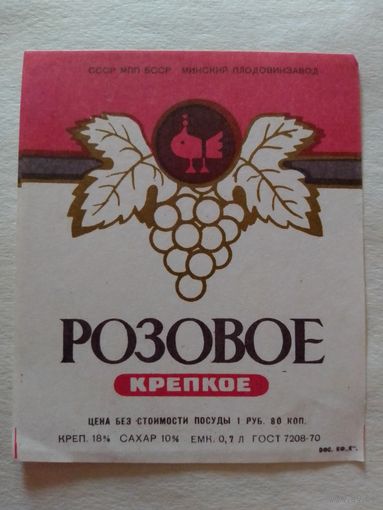 СССР МПП БССР МИНСКИЙ ПЛОДОВИНЗАВОД
РОЗОВОЕ
КРЕПКОЕ
ЦЕНА БЕЗ СТОИМОСТИ ПОСУДЫ 1 РУБ. 80 КОП.
КРЕП. 18% САХАР 10% ЕМК. 0,7 Л ГОСТ 7208-70